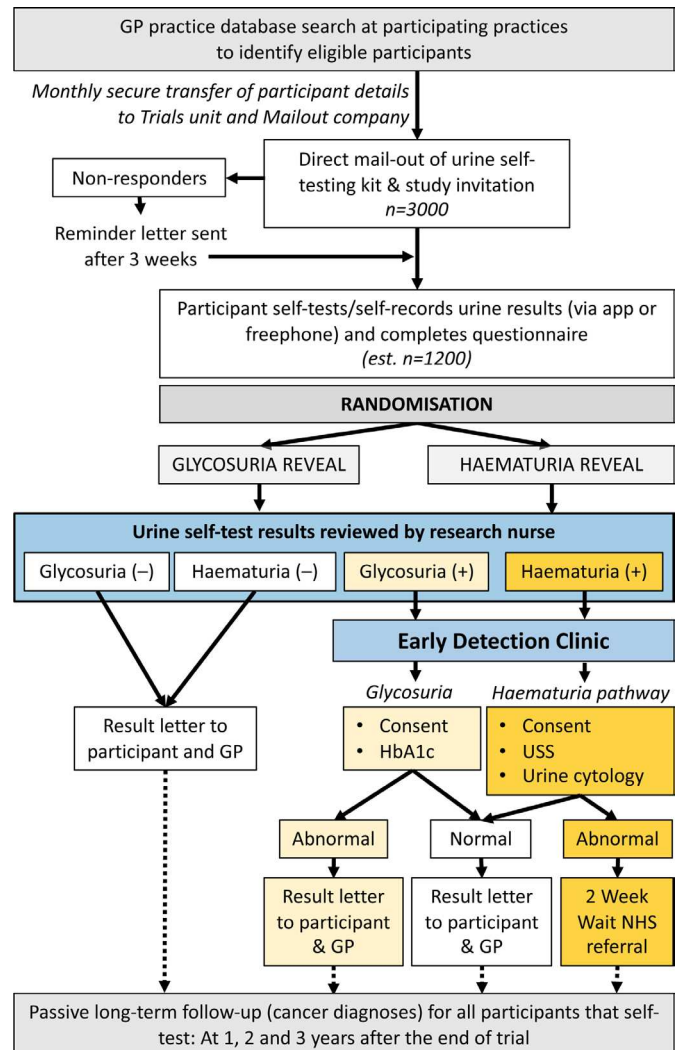 GP practice database search at participating practices
to identify eligible participants
Monthly secure transfer of participant details
to Trials unit and Mailout company
Direct mail-out of urine self-
testing kit & study invitation
n=3000
Non-responders
Reminder letter sent
after 3 weeks
Participant self-tests/self-records urine results (via app or
freephone) and completes questionnaire
(est. n=1200)
RANDOMISATION
GLYCOSURIA REVEAL
HAEMATURIA REVEAL
Urine self-test results reviewed by research nurse
Glycosuria (–)
Haematuria (–)
Glycosuria (+)
Haematuria (+)
Early Detection Clinic
Glycosuria
Haematuria pathway
Result letter to
participant and GP
• Consent
• HbA1c
• Consent
• USS
• Urine cytology
Abnormal
Normal
Abnormal
Result letter
to participant
& GP
Result letter
to participant
& GP
2 Week
Wait NHS
referral
Passive long-term follow-up (cancer diagnoses) for all participants that self-
test: At 1, 2 and 3 years after the end of trial